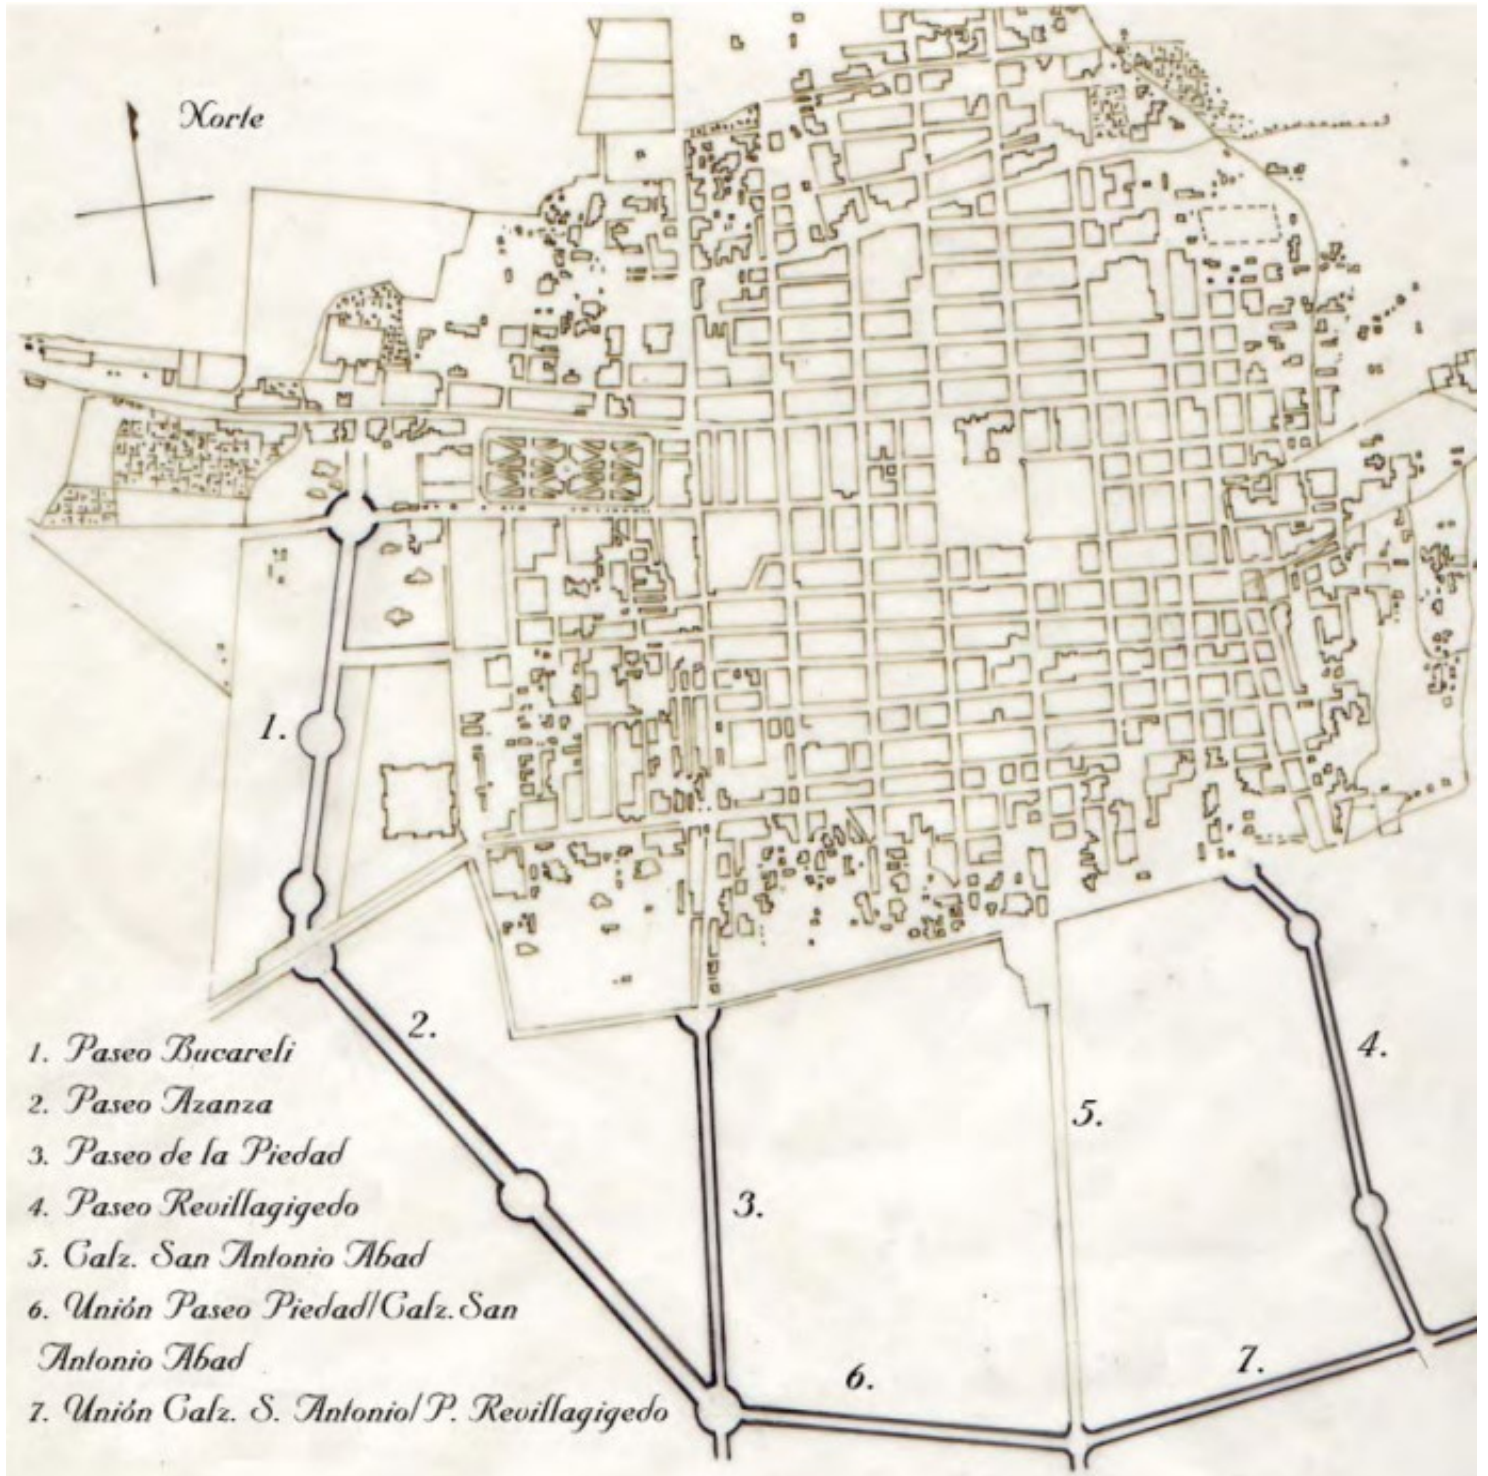 Norte
1.
2.
3.
4.
5.
6.
7.
1. Paseo Bucareli
2. Paseo Azanza
3. Paseo de la Piedad
4. Paseo Revillagigedo
5. Calz. San Antonio Abad
6. Unión Paseo Piedad/Calz. San
Antonio Abad
7. Unión Calz. S. Antonio/ P. Revillagigedo